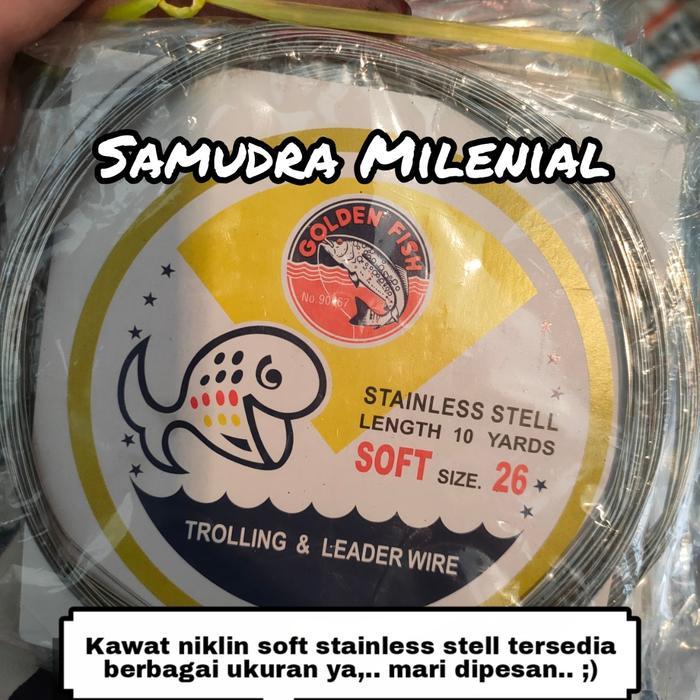 SAMUDRA MILENIAL
GOLDEN FISH
STAINLESS STELL
LENGTH 10 YARDS
SOFT SIZE. 26
TROLLING & LEADER WIRE
Kawat niklin soft stainless stell tersedia
berbagai ukuran ya,.. mari dipesan.. ;)